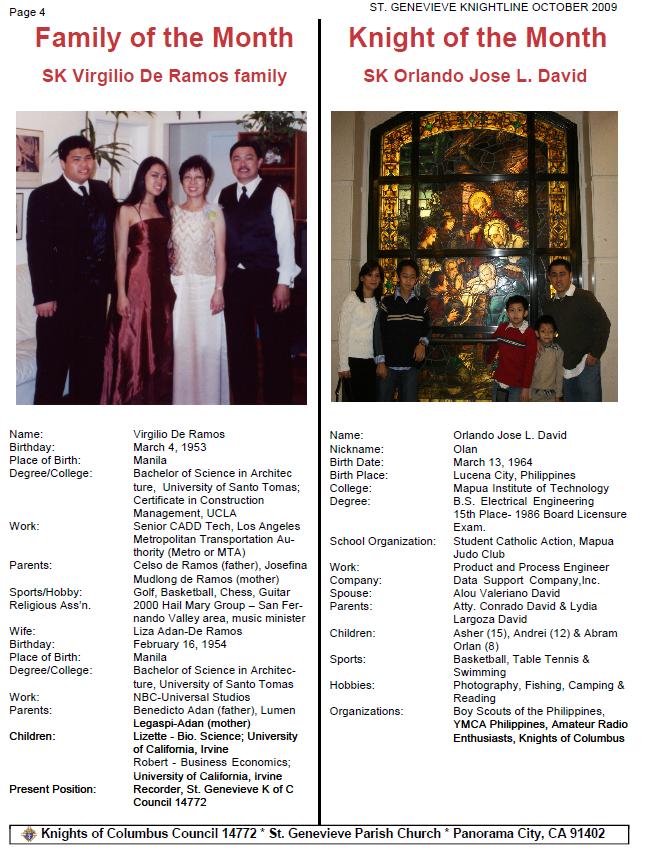 Page 4
ST. GENEVIEVE KNIGHTLINE OCTOBER 2009
Family of the Month
SK Virgilio De Ramos family
Name: Virgilio De Ramos
Birthday: March 4, 1953
Place of Birth: Manila
Degree/College: Bachelor of Science in Architec
ture, University of Santo Tomas;
Certificate in Construction
Management, UCLA
Work: Senior CADD Tech, Los Angeles
Metropolitan Transportation Au-
thority (Metro or MTA)
Parents: Celso de Ramos (father), Josefina
Mudlong de Ramos (mother)
Sports/Hobby: Golf, Basketball, Chess, Guitar
Religious Ass'n. 2000 Hail Mary Group – San Fer-
nando Valley area, music minister
Wife: Liza Adan-De Ramos
Birthday: February 16, 1954
Place of Birth: Manila
Degree/College: Bachelor of Science in Architec-
ture, University of Santo Tomas
Work: NBC-Universal Studios
Parents: Benedicto Adan (father), Lumen
Legaspi-Adan (mother)
Children: Lizette - Bio. Science; University
of California, Irvine
Robert - Business Economics;
University of California, Irvine
Present Position: Recorder, St. Genevieve K of C
Council 14772
Knight of the Month
SK Orlando Jose L. David
Name: Orlando Jose L. David
Nickname: Olan
Birth Date: March 13, 1964
Birth Place: Lucena City, Philippines
College: Mapua Institute of Technology
Degree: B.S. Electrical Engineering
15th Place- 1986 Board Licensure
Exam.
School Organization: Student Catholic Action, Mapua
Judo Club
Work: Product and Process Engineer
Company: Data Support Company,Inc.
Spouse: Alou Valeriano David
Parents: Atty. Conrado David & Lydia
Largoza David
Children: Asher (15), Andrei (12) & Abram
Orlan (8)
Sports: Basketball, Table Tennis &
Swimming
Hobbies: Photography, Fishing, Camping &
Reading
Organizations: Boy Scouts of the Philippines,
YMCA Philippines, Amateur Radio
Enthusiasts, Knights of Columbus
Knights of Columbus Council 14772 * St. Genevieve Parish Church * Panorama City, CA 91402